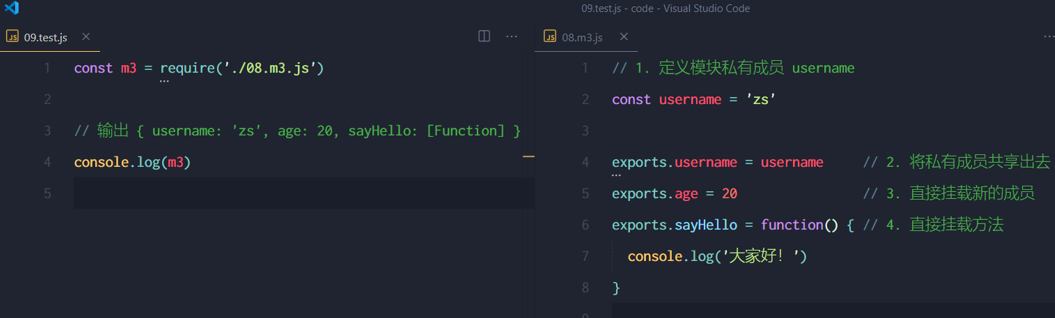 09.test.js - code - Visual Studio Code
JS 09.test.js ×
1 const m3 = require('./08.m3.js')
2
3 // 输出 { username: 'zs', age: 20, sayHello: [Function] }
4 console.log(m3)
5
JS 08.m3.js ×
1 // 1. 定义模块私有成员 username
2 const username = 'zs'
3
4 exports.username = username // 2. 将私有成员共享出去
5 exports.age = 20 // 3. 直接挂载新的成员
6 exports.sayHello = function() { // 4. 直接挂载方法
7 console.log('大家好！')
8 }
9